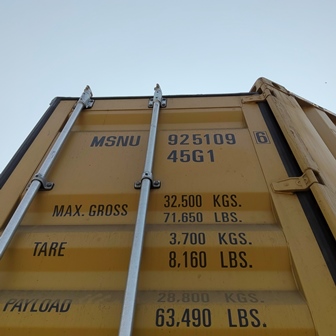 MSNU 925109 6
45G1
MAX. GROSS 32.500 KGS.
71.650 LBS.
TARE 3.700 KGS.
8,160 LBS.
PAYLOAD 28.800 KGS.
63,490 LBS.